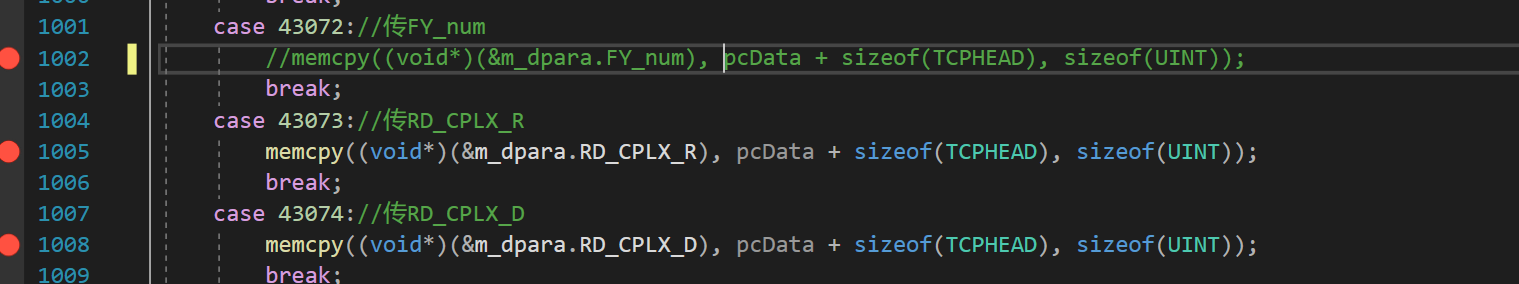 1000 break;
1001 case 43072://传FY_num
1002 //memcpy((void*)(&m_dpara.FY_num), pcData + sizeof(TCPHEAD), sizeof(UINT));
1003 break;
1004 case 43073://传RD_CPLX_R
1005 memcpy((void*)(&m_dpara.RD_CPLX_R), pcData + sizeof(TCPHEAD), sizeof(UINT));
1006 break;
1007 case 43074://传RD_CPLX_D
1008 memcpy((void*)(&m_dpara.RD_CPLX_D), pcData + sizeof(TCPHEAD), sizeof(UINT));
1009 break;